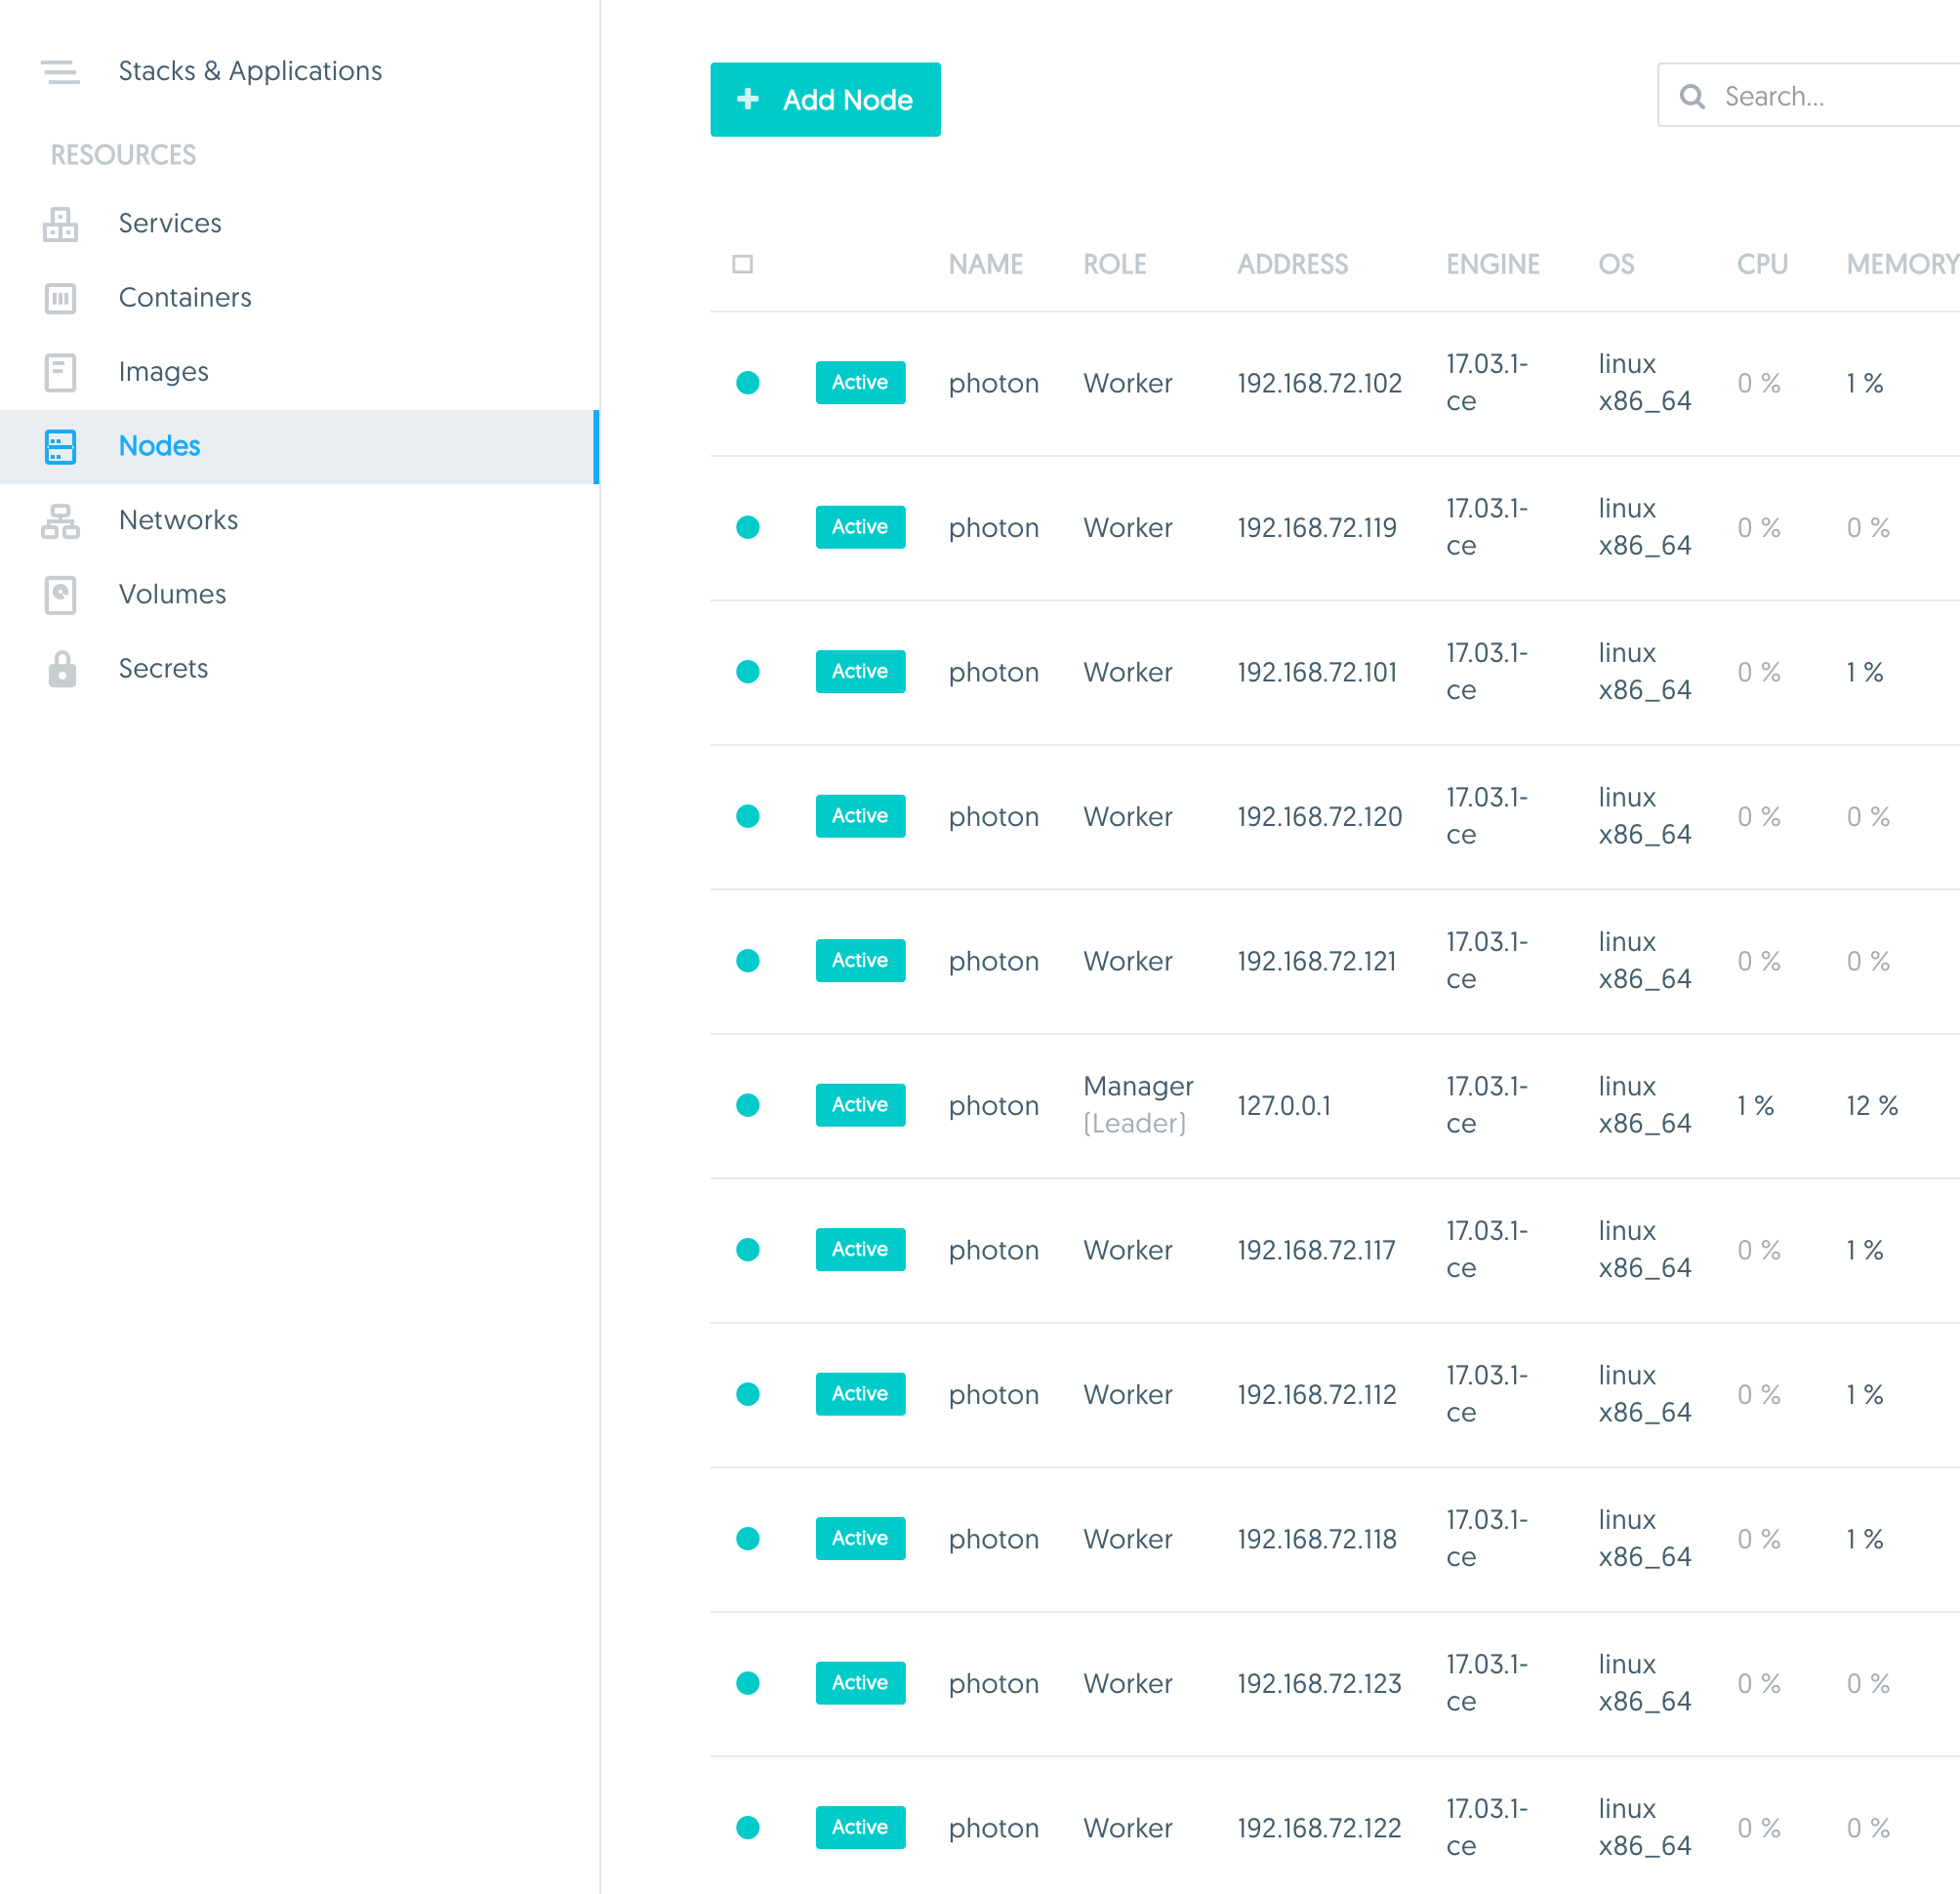 Stacks & Applications
RESOURCES
Services
Containers
Images
Nodes
Networks
Volumes
Secrets
+ Add Node
Search...
NAME ROLE ADDRESS ENGINE OS CPU MEMORY
Active photon Worker 192.168.72.102 17.03.1-ce linux x86_64 0 % 1 %
Active photon Worker 192.168.72.119 17.03.1-ce linux x86_64 0 % 0 %
Active photon Worker 192.168.72.101 17.03.1-ce linux x86_64 0 % 1 %
Active photon Worker 192.168.72.120 17.03.1-ce linux x86_64 0 % 0 %
Active photon Worker 192.168.72.121 17.03.1-ce linux x86_64 0 % 0 %
Active photon Manager (Leader) 127.0.0.1 17.03.1-ce linux x86_64 1 % 12 %
Active photon Worker 192.168.72.117 17.03.1-ce linux x86_64 0 % 1 %
Active photon Worker 192.168.72.112 17.03.1-ce linux x86_64 0 % 1 %
Active photon Worker 192.168.72.118 17.03.1-ce linux x86_64 0 % 1 %
Active photon Worker 192.168.72.123 17.03.1-ce linux x86_64 0 % 0 %
Active photon Worker 192.168.72.122 17.03.1-ce linux x86_64 0 % 0 %